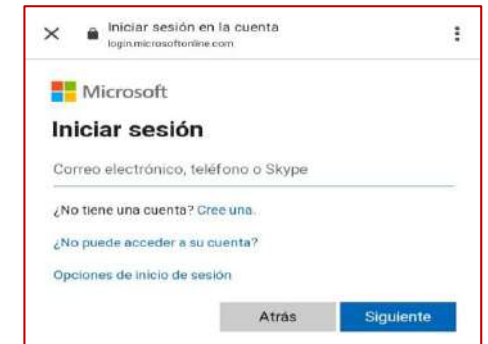 Iniciar sesión en la cuenta
login.microsoftonline.com
Microsoft
Iniciar sesión
Correo electrónico, teléfono o Skype
¿No tiene una cuenta? Cree una.
¿No puede acceder a su cuenta?
Opciones de inicio de sesión
Atrás Siguiente